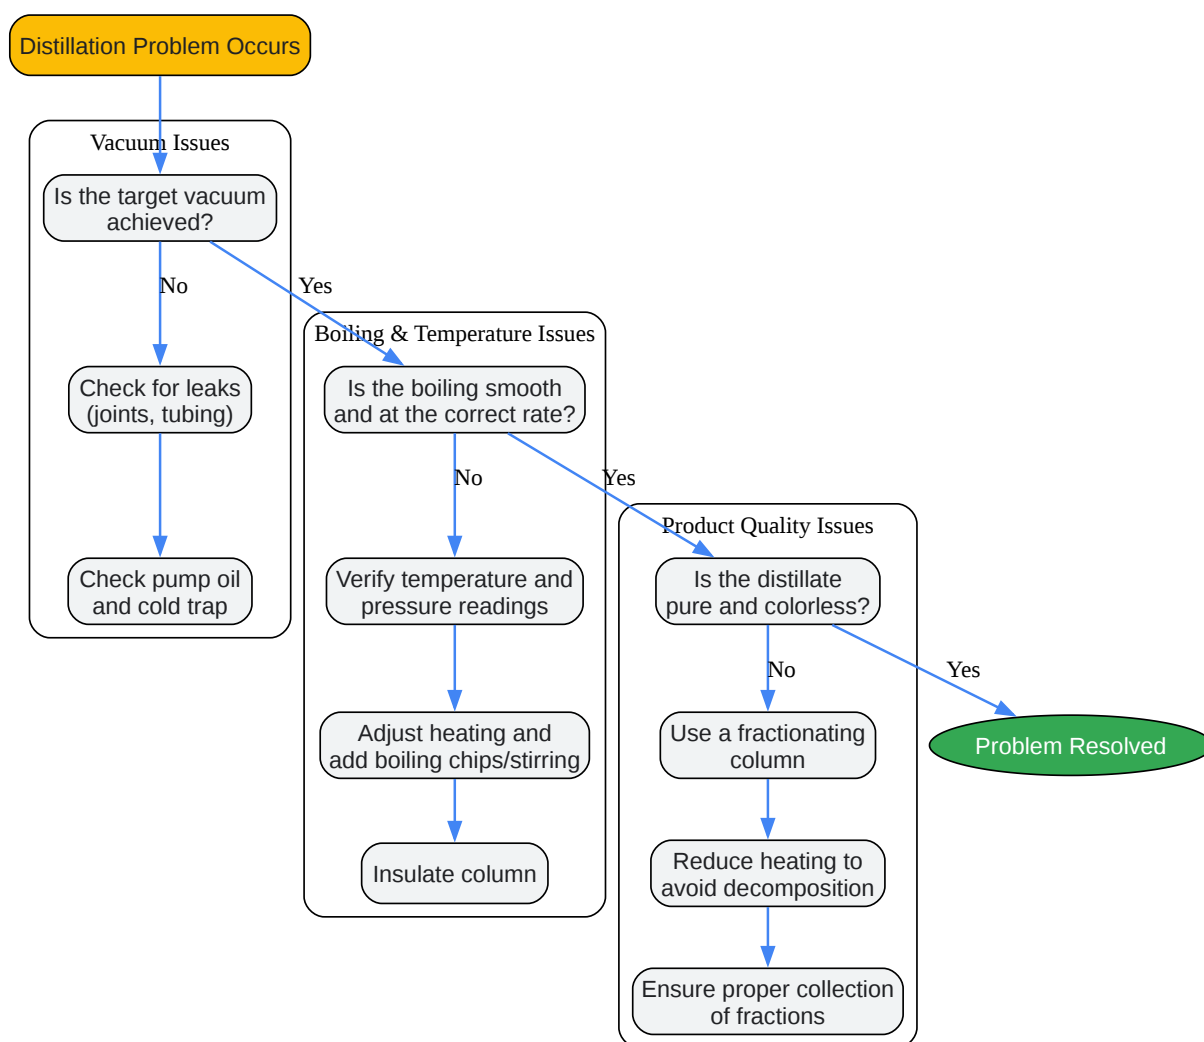 Distillation Problem Occurs
Vacuum Issues
Is the target vacuum
achieved?
No
Yes
Check for leaks
(joints, tubing)
Check pump oil
and cold trap
Boiling & Temperature Issues
Is the boiling smooth
and at the correct rate?
No
Yes
Verify temperature and
pressure readings
Adjust heating and
add boiling chips/stirring
Insulate column
Product Quality Issues
Is the distillate
pure and colorless?
No
Yes
Use a fractionating
column
Reduce heating to
avoid decomposition
Ensure proper collection
of fractions
Problem Resolved